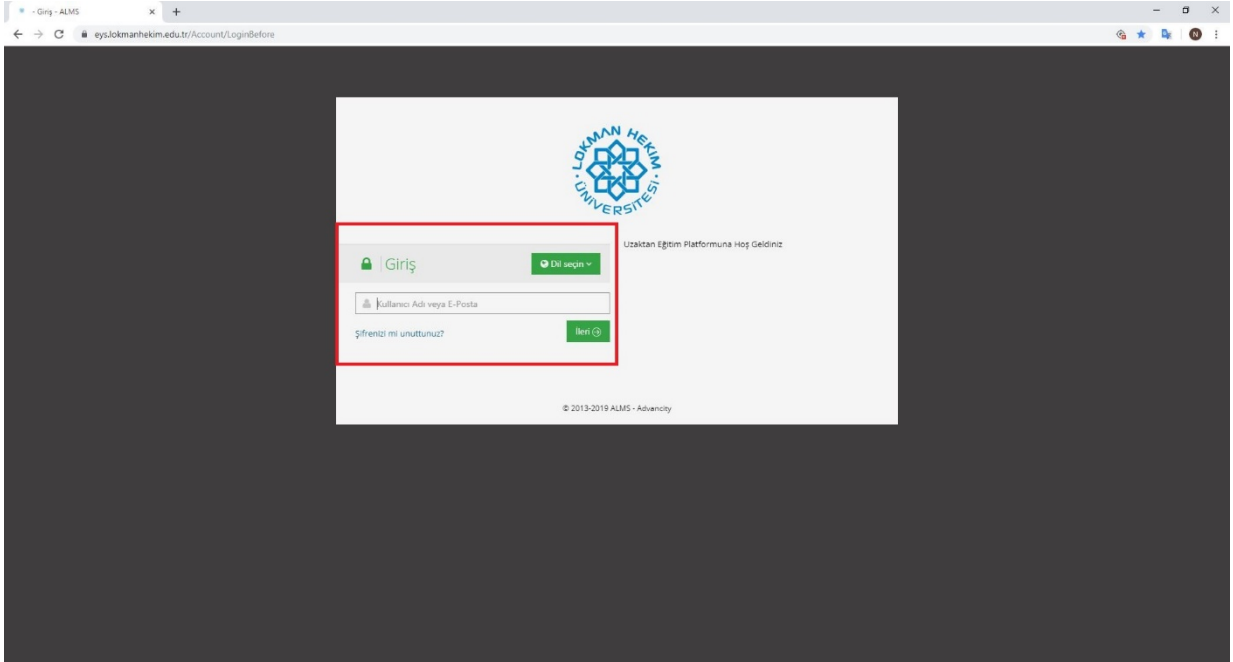 - Giriş - ALMS
eys.lokmanhekim.edu.tr/Account/LoginBefore
N
LOKMAN HEKİM ÜNİVERSİTESİ
Uzaktan Eğitim Platformuna Hoş Geldiniz
Giriş
Dil seçin
Kullanıcı Adı veya E-Posta
Şifrenizi mi unuttunuz?
İleri
© 2013-2019 ALMS - Advancity